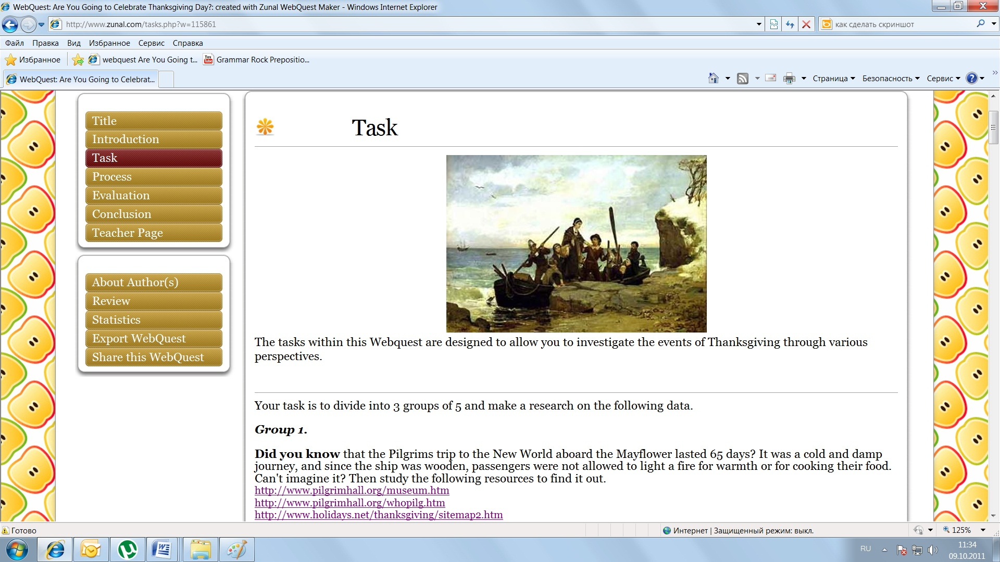 WebQuest: Are You Going to Celebrate Thanksgiving Day?: created with Zunal WebQuest Maker - Windows Internet Explorer
http://www.zunal.com/tasks.php?w=115861
как сделать скриншот
Файл Правка Вид Избранное Сервис Справка
Избранное webquest Are You Going t... You Tube Grammar Rock Prepositio...
WebQuest: Are You Going to Celebrat...
Страница Безопасность Сервис
Title
Introduction
Task
Process
Evaluation
Conclusion
Teacher Page
About Author(s)
Review
Statistics
Export WebQuest
Share this WebQuest
Task
The tasks within this Webquest are designed to allow you to investigate the events of Thanksgiving through various
perspectives.
Your task is to divide into 3 groups of 5 and make a research on the following data.
Group 1.
Did you know that the Pilgrims trip to the New World aboard the Mayflower lasted 65 days? It was a cold and damp
journey, and since the ship was wooden, passengers were not allowed to light a fire for warmth or for cooking their food.
Can't imagine it? Then study the following resources to find it out.
http://www.pilgrimhall.org/museum.htm
http://www.pilgrimhall.org/whopilg.htm
http://www.holidays.net/thanksgiving/sitemap2.htm
Готово
Интернет | Защищенный режим: выкл.
125%
RU
11:34
09.10.2011